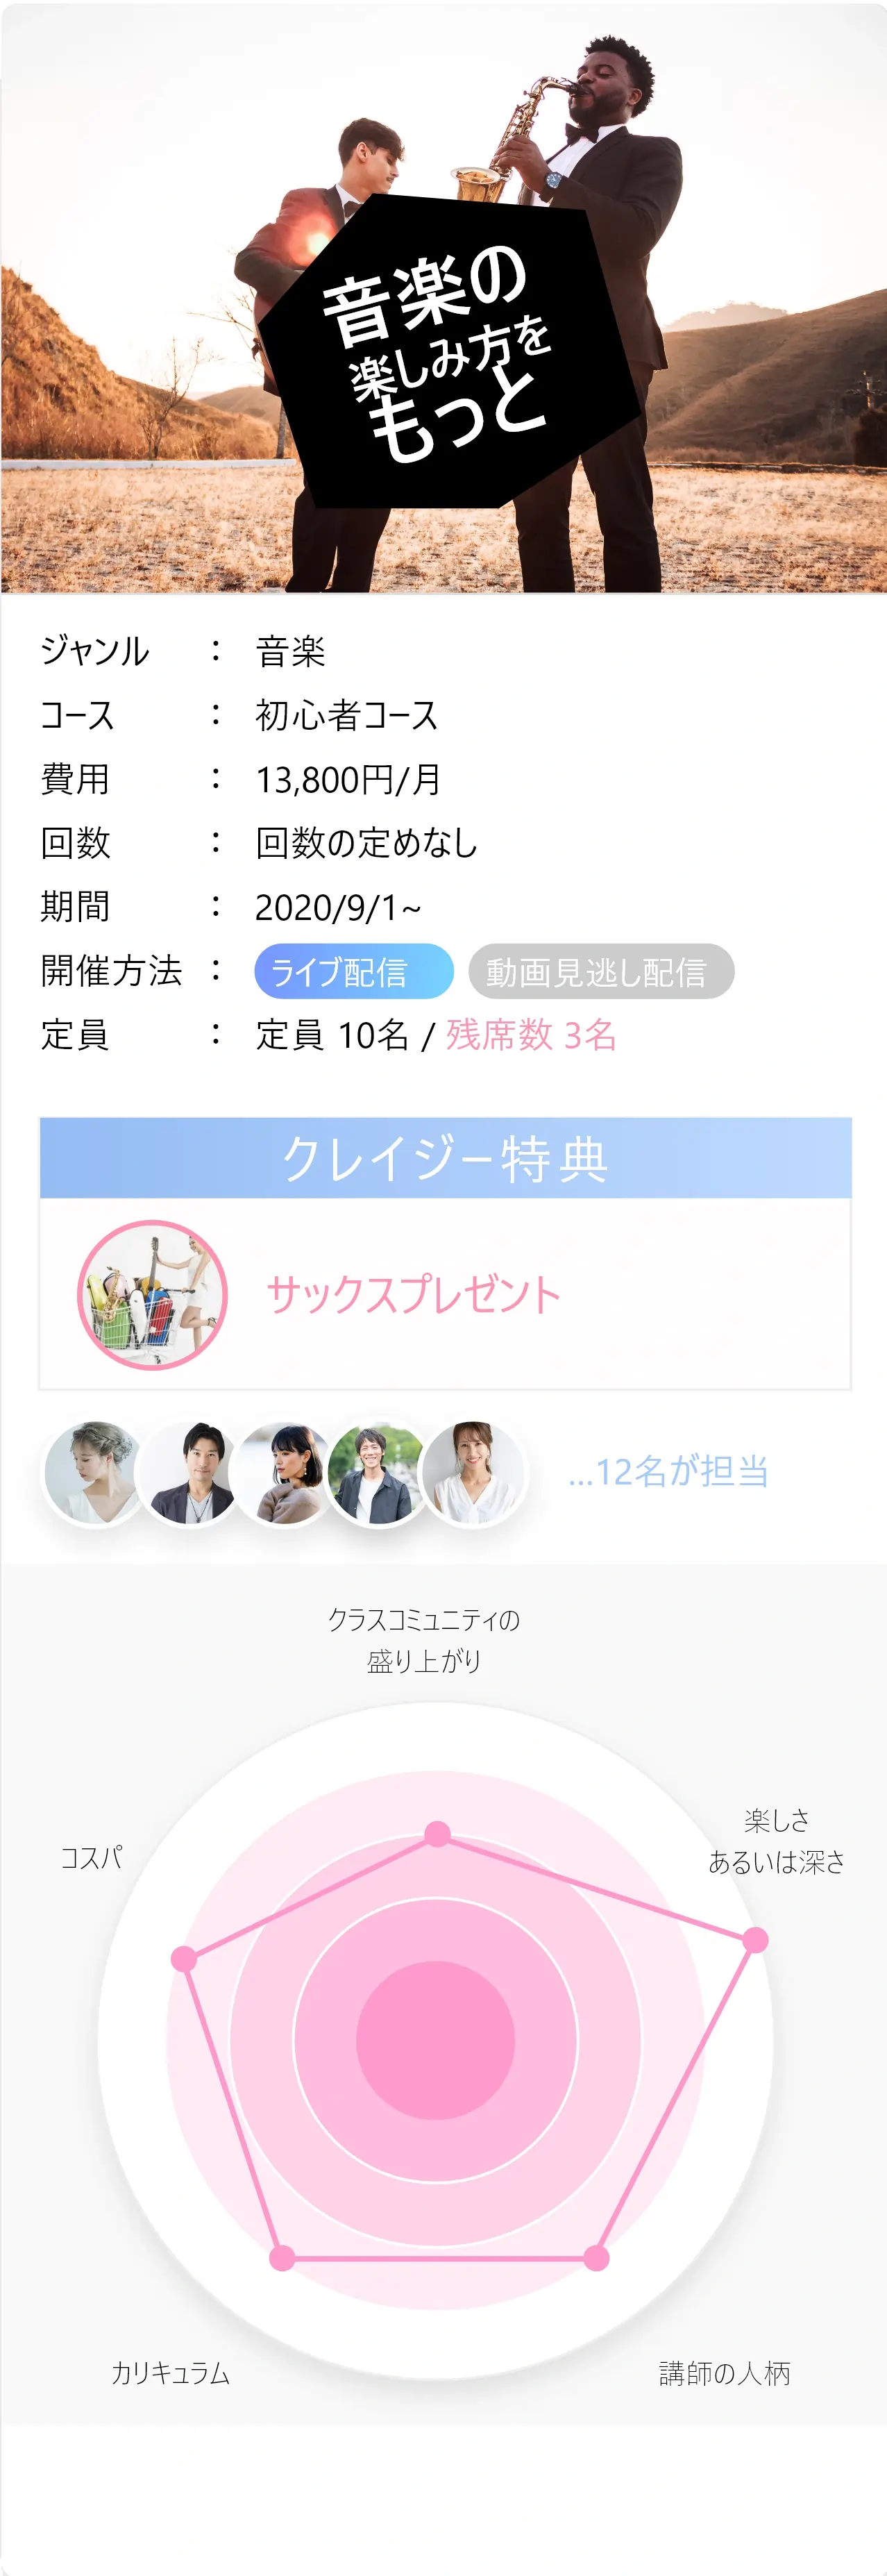 音楽の
楽しみ方を
もっと
ジャンル : 音楽
コース : 初心者コース
費用 : 13,800円/月
回数 : 回数の定めなし
期間 : 2020/9/1~
開催方法 : ライブ配信 動画見逃し配信
定員 : 定員 10名 / 残席数 3名
クレイジー特典
サックスプレゼント
...12名が担当
クラスコミュニティの
盛り上がり
楽しさ
あるいは深さ
コスパ
カリキュラム
講師の人柄